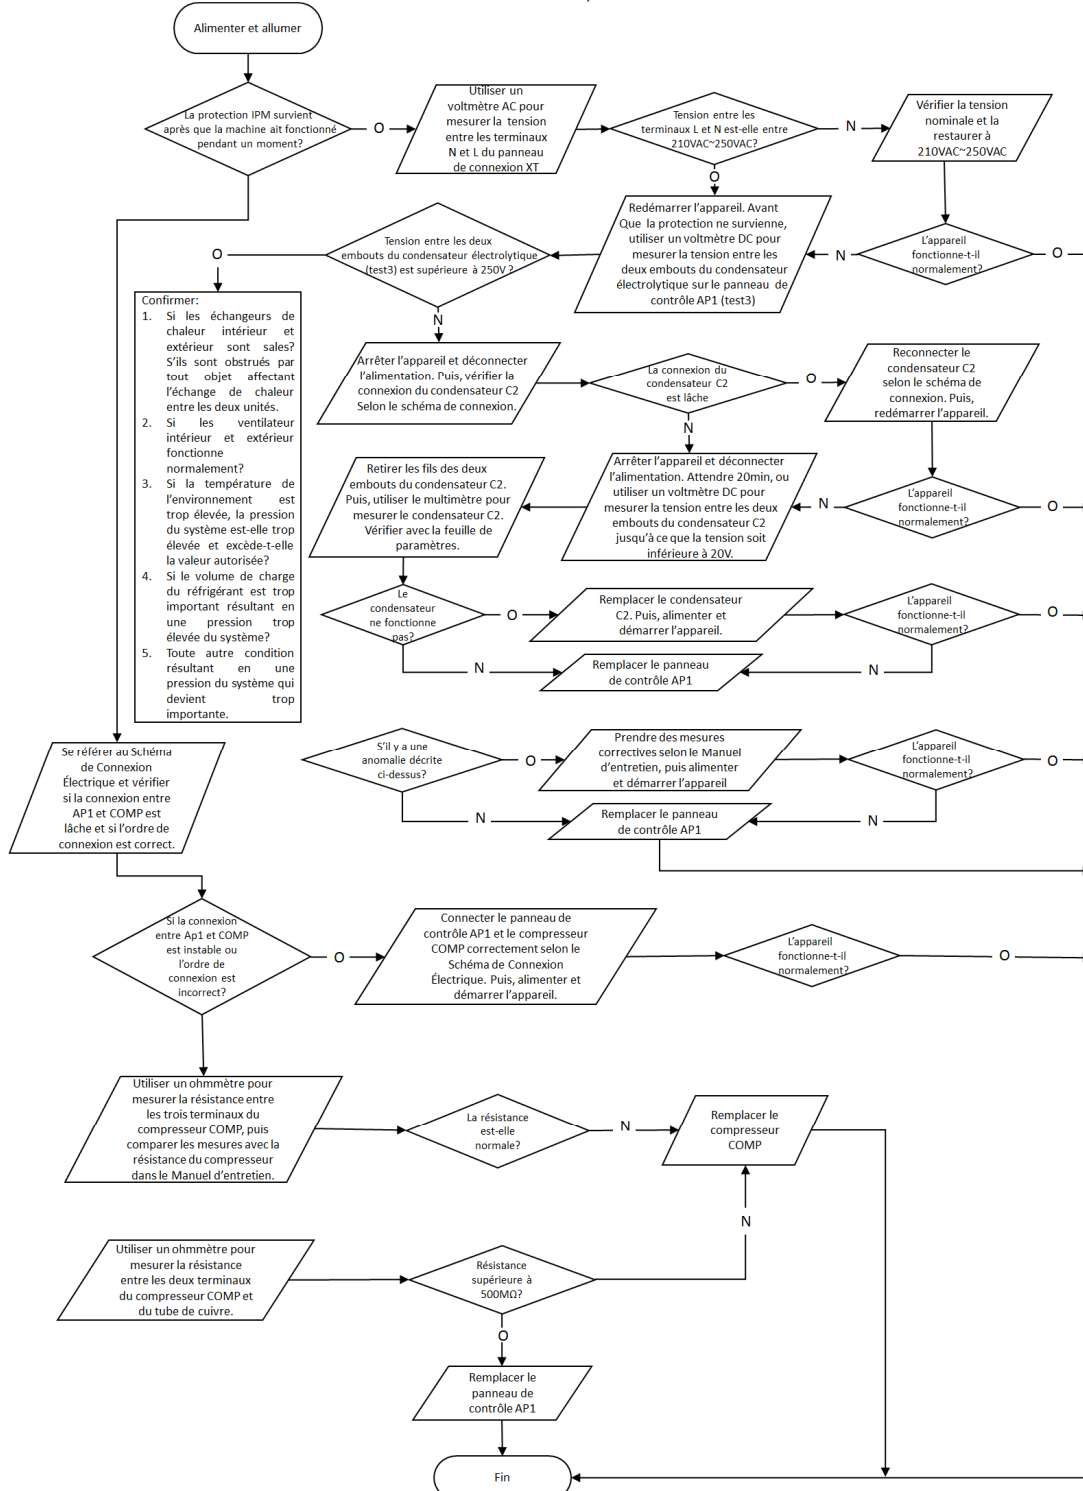 Alimenter et allumer
La protection IPM survient
après que la machine ait fonctionné
pendant un moment?
O
Utiliser un
voltmètre AC pour
mesurer la tension
entre les terminaux
N et L du panneau
de connexion XT
Tension entre les
terminaux L et N est-elle entre
210VAC~250VAC?
N
Vérifier la tension
nominale et la
restaurer à
210VAC~250VAC
O
Redémarrer l'appareil. Avant
Que la protection ne survienne,
utiliser un voltmètre DC pour
mesurer la tension entre les
deux embouts du condensateur
électrolytique sur le panneau de
contrôle AP1 (test3)
L'appareil
fonctionne-t-il
normalement?
N
O
Tension entre les deux
embouts du condensateur électrolytique
(test3) est supérieure à 250V ?
O
N
Confirmer:
1. Si les échangeurs de
chaleur intérieur et
extérieur sont sales?
S'ils sont obstrués par
tout objet affectant
l'échange de chaleur
entre les deux unités.
2. Si les ventilateur
intérieur et extérieur
fonctionne
normalement?
3. Si la température de
l'environement est
trop élevée, la pression
du système est-elle trop
élevée et excède-t-elle
la valeur autorisée?
4. Si le volume de charge
du réfrigérant est trop
important résultant en
une pression trop
élevée du système?
5. Toute autre condition
résultant en une
pression du système qui
devient trop
importante.
Arrêter l'appareil et déconnecter
l'alimentation. Puis, vérifier la
connexion du condensateur C2
Selon le schéma de connexion.
La connexion du
condensateur C2
est lâche
O
Reconnecter le
condensateur C2
selon le schéma de
connexion. Puis,
redémarrer l'appareil.
N
Retirer les fils des deux
embouts du condensateur C2.
Puis, utiliser le multimètre pour
mesurer le condensateur C2.
Vérifier avec la feuille de
paramètres.
Arrêter l'appareil et déconnecter
l'alimentation. Attendre 20min, ou
utiliser un voltmètre DC pour
mesurer la tension entre les deux
embouts du condensateur C2
jusqu'à ce que la tension soit
inférieure à 20V.
N
L'appareil
fonctionne-t-il
normalement?
O
Le
condensateur
ne fonctionne
pas?
O
Remplacer le condensateur
C2. Puis, alimenter et
démarrer l'appareil.
L'appareil
fonctionne-t-il
normalement?
O
N
Remplacer le panneau
de contrôle AP1
N
S'il y a une
anomalie décrite
ci-dessus?
O
Prendre des mesures
correctives selon le Manuel
d'entretien, puis alimenter
et démarrer l'appareil
L'appareil
fonctionne-t-il
normalement?
O
N
Remplacer le panneau
de contrôle AP1
N
Se référer au Schéma
de Connexion
Électrique et vérifier
si la connexion entre
AP1 et COMP est
lâche et si l'ordre de
connexion est correct.
Si la connexion
entre Ap1 et COMP
est instable ou
l'ordre de
connexion est
incorrect?
O
Connecter le panneau de
contrôle AP1 et le compresseur
COMP correctement selon le
Schéma de Connexion
Électrique. Puis, alimenter et
démarrer l'appareil.
L'appareil
fonctionne-t-il
normalement?
O
Utiliser un ohmmètre pour
mesurer la résistance entre
les trois terminaux du
compresseur COMP, puis
comparer les mesures avec la
résistance du compresseur
dans le Manuel d'entretien.
La résistance
est-elle
normale?
N
Remplacer le
compresseur
COMP
N
Utiliser un ohmmètre pour
mesurer la résistance
entre les deux terminaux
du compresseur COMP et
du tube de cuivre.
Résistance
supérieure à
500MΩ?
O
Remplacer le
panneau de
contrôle AP1
Fin